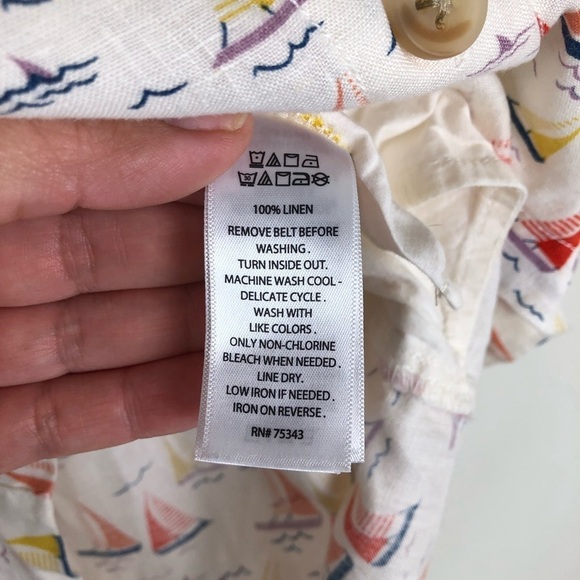 100% LINEN
REMOVE BELT BEFORE
WASHING .
TURN INSIDE OUT.
MACHINE WASH COOL -
DELICATE CYCLE .
WASH WITH
LIKE COLORS .
ONLY NON-CHLORINE
BLEACH WHEN NEEDED .
LINE DRY.
LOW IRON IF NEEDED .
IRON ON REVERSE .
RN# 75343